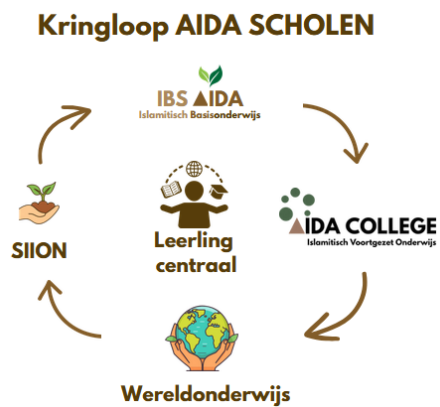 Kringloop AIDA SCHOLEN
IBS AIDA
Islamitisch Basisonderwijs
SIION
Leerling
centraal
AIDA COLLEGE
Islamitisch Voortgezet Onderwijs
Wereldonderwijs